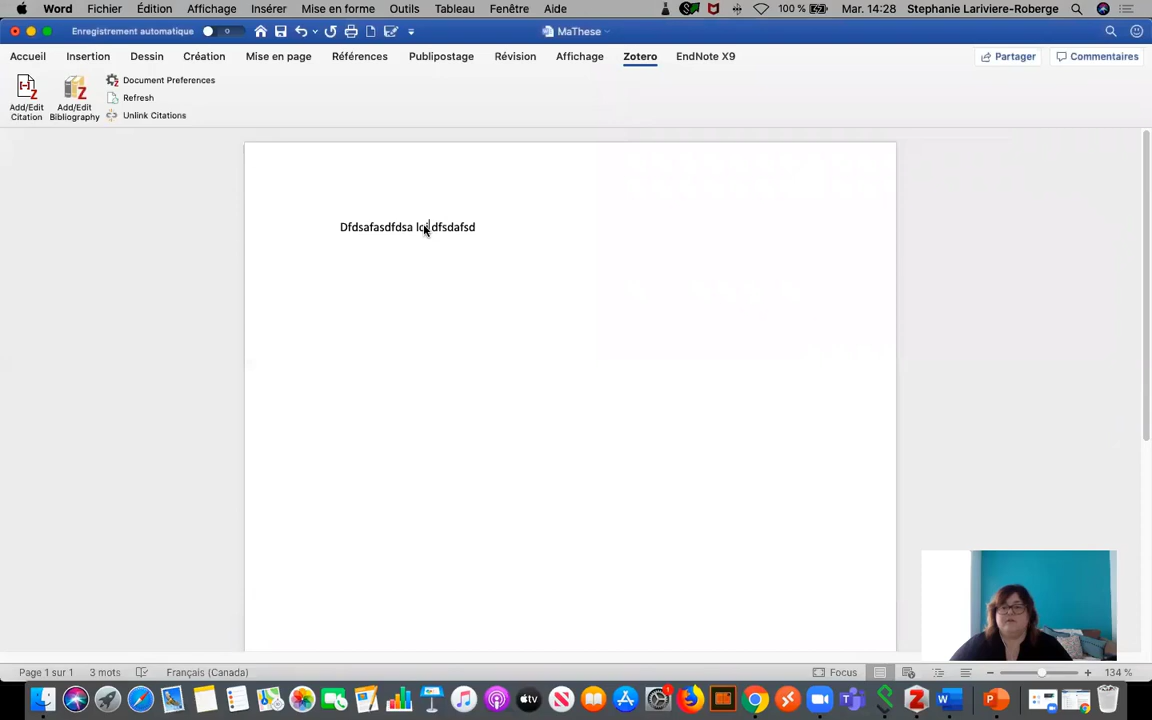 Word Fichier Édition Affichage Insérer Mise en forme Outils Tableau Fenêtre Aide 100 % Mar. 14:28 Stephanie Lariviere-Roberge
Enregistrement automatique MaThese
Accueil Insertion Dessin Création Mise en page Références Publipostage Révision Affichage Zotero EndNote X9 Partager Commentaires
Add/Edit Citation
Add/Edit Bibliography
Document Preferences
Refresh
Unlink Citations
Dfdsafasdfdsa dfsdafsd
Page 1 sur 1 3 mots Français (Canada) Focus 134 %